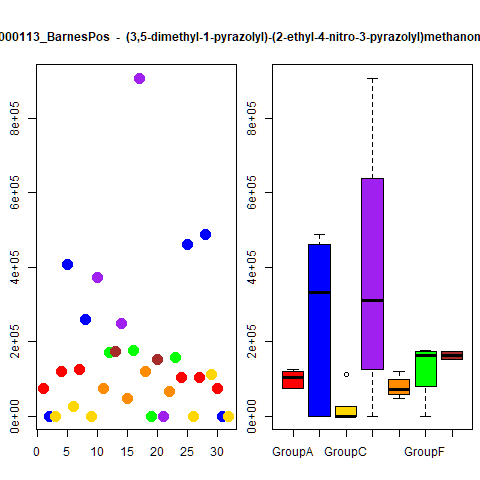 000113_BarnesPos - (3,5-dimethyl-1-pyrazolyl)-(2-ethyl-4-nitro-3-pyrazolyl)methanon
0e+00 2e+05 4e+05 6e+05 8e+05
0 5 10 15 20 25 30
0e+00 2e+05 4e+05 6e+05 8e+05
GroupA GroupC GroupF